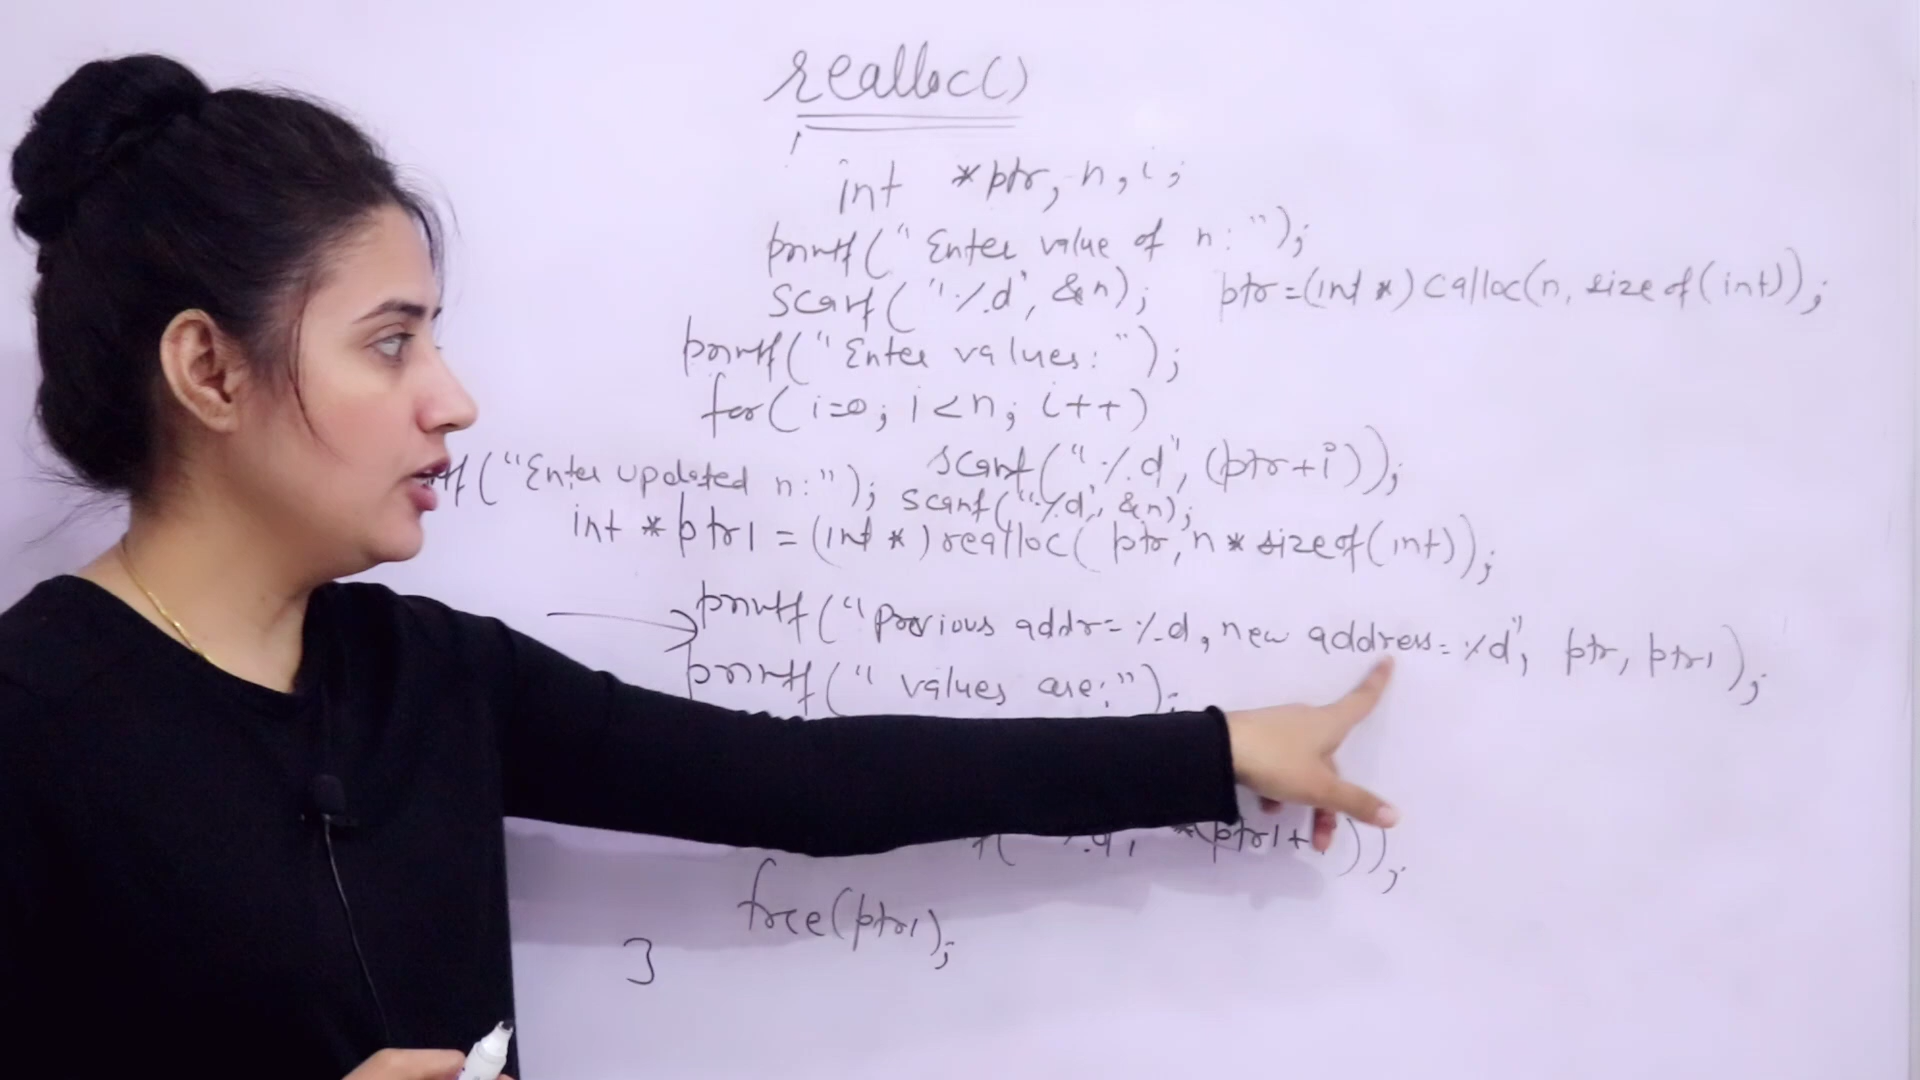 realloc()
int *ptr, n, i;
printf("Enter value of n:");
scanf("%d", &n); ptr=(int *) calloc(n, sizeof(int));
printf("Enter values:");
for(i=0; i<n; i++)
scanf("%d", (ptr+i));
f("Enter updated n:"); scanf("%d", &n);
int *ptr1 = (int *) realloc(ptr, n * sizeof(int));
printf("Previous addr= %d, new address= %d", ptr, ptr1);
printf("values are:");
*(ptr1+i));
free(ptr1);
}